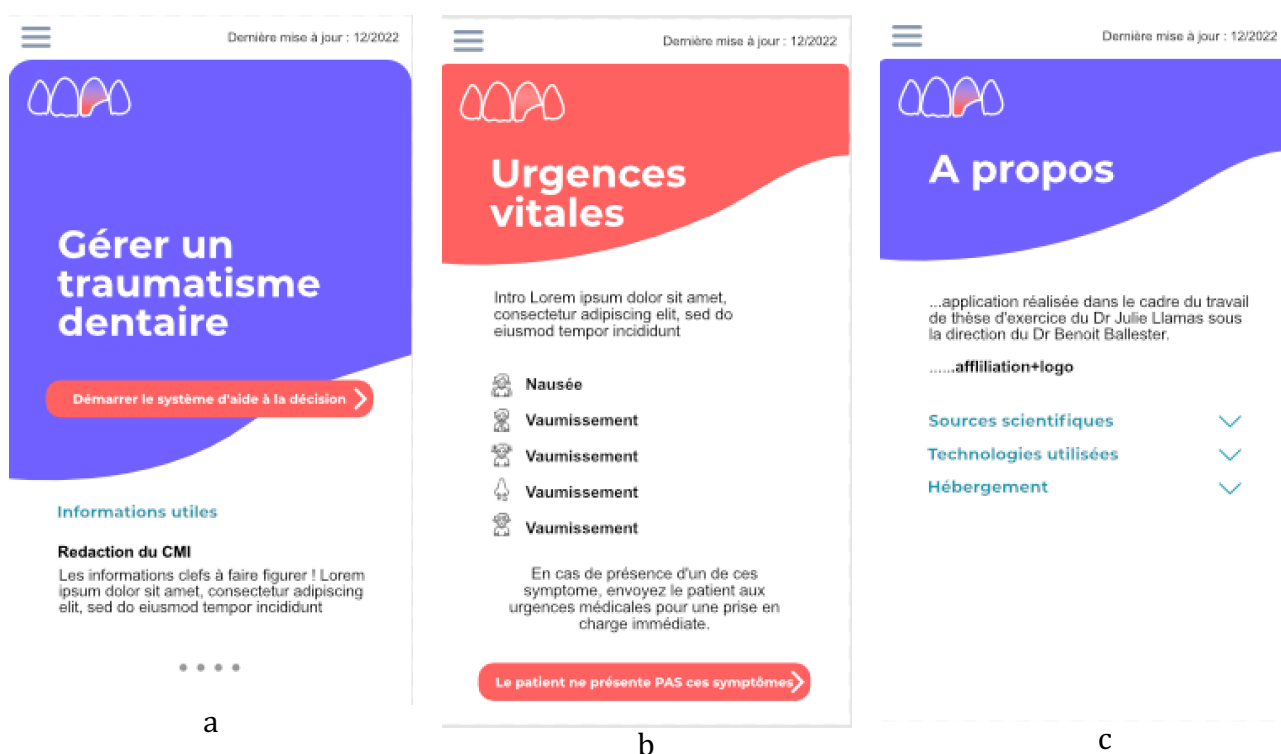 Dernière mise à jour : 12/2022
Gérer un
traumatisme
dentaire
Démarrer le système d'aide à la décision
Informations utiles
Redaction du CMI
Les informations clefs à faire figurer ! Lorem
ipsum dolor sit amet, consectetur adipiscing
elit, sed do eiusmod tempor incididunt
a
Dernière mise à jour : 12/2022
Urgences
vitales
Intro Lorem ipsum dolor sit amet,
consectetur adipiscing elit, sed do
eiusmod tempor incididunt
Nausée
Vaumissement
Vaumissement
Vaumissement
Vaumissement
En cas de présence d'un de ces
symptome, envoyez le patient aux
urgences médicales pour une prise en
charge immédiate.
Le patient ne présente PAS ces symptômes
b
Dernière mise à jour : 12/2022
A propos
...application réalisée dans le cadre du travail
de thèse d'exercice du Dr Julie Llamas sous
la direction du Dr Benoit Ballester.
......affliliation+logo
Sources scientifiques
Technologies utilisées
Hébergement
c